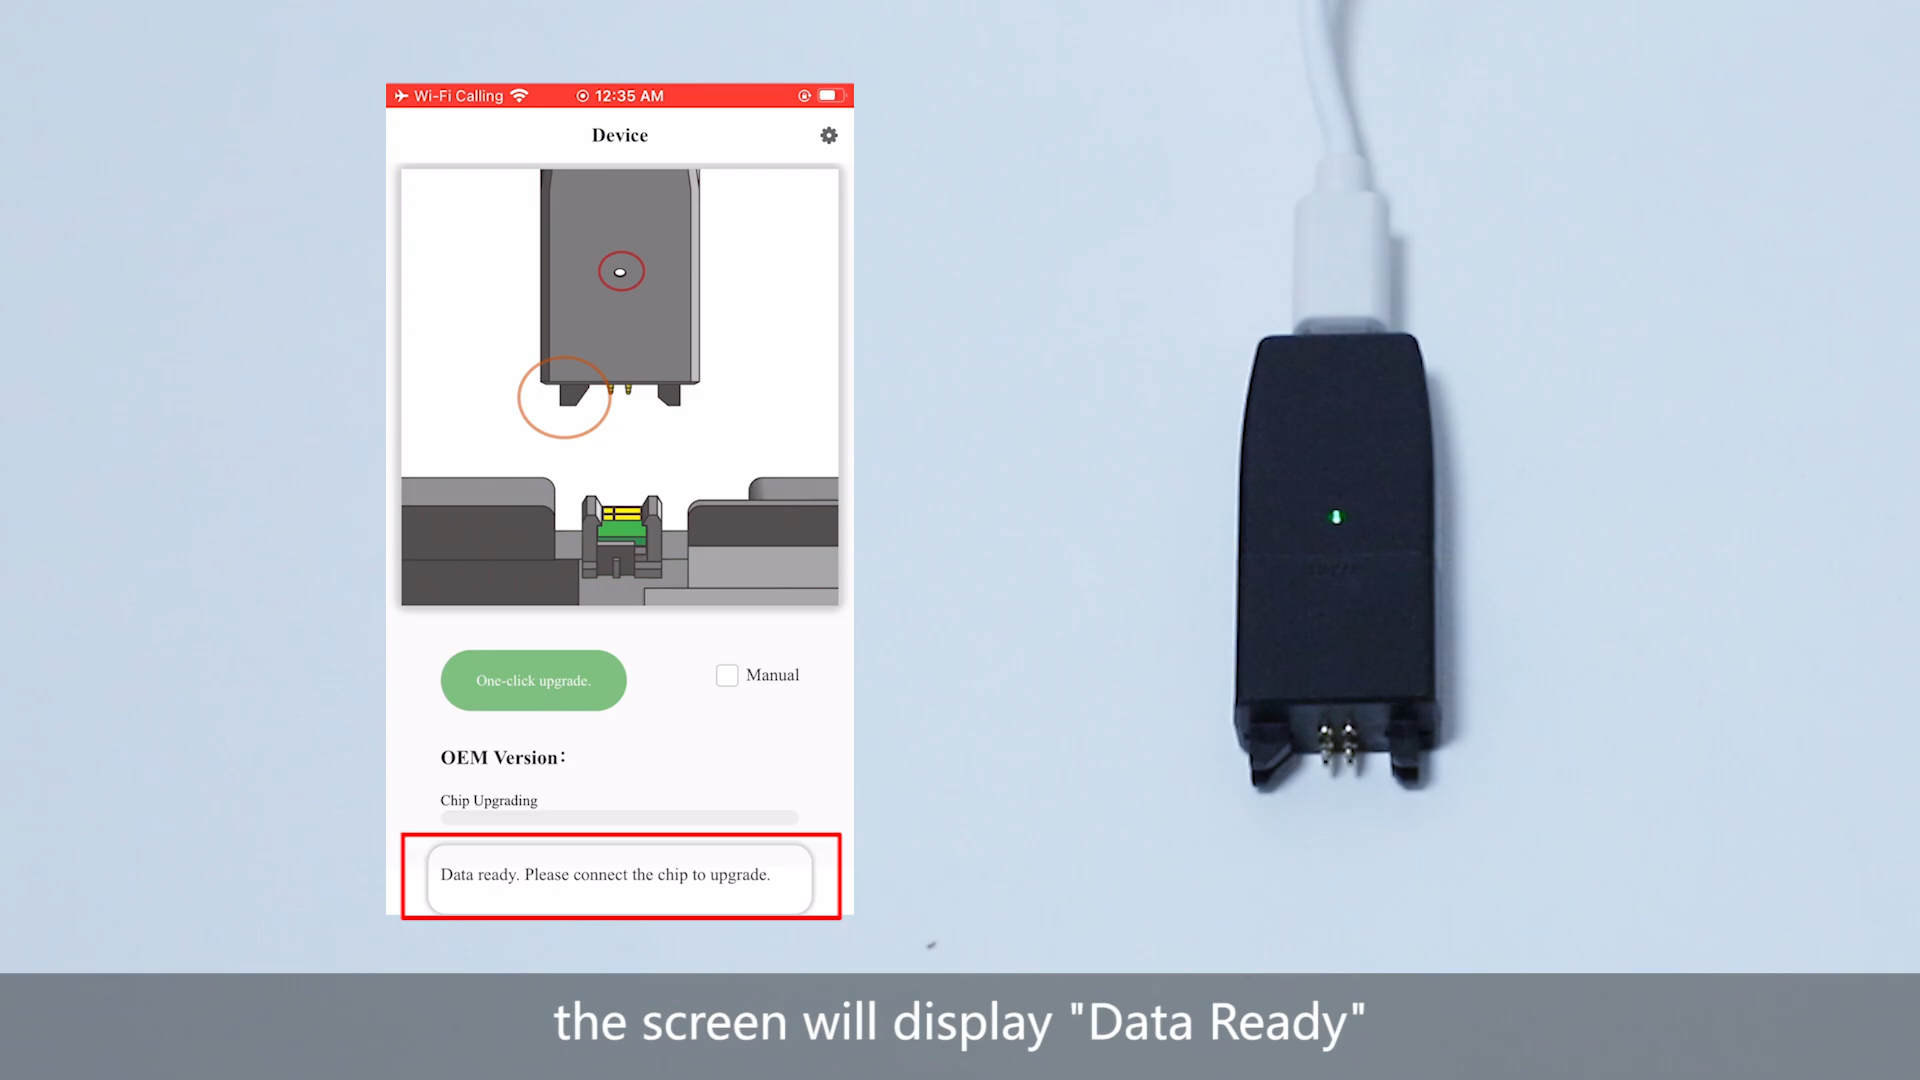 Wi-Fi Calling 12:35 AM
Device
One-click upgrade.
Manual
OEM Version:
Chip Upgrading
Data ready. Please connect the chip to upgrade.
the screen will display "Data Ready"